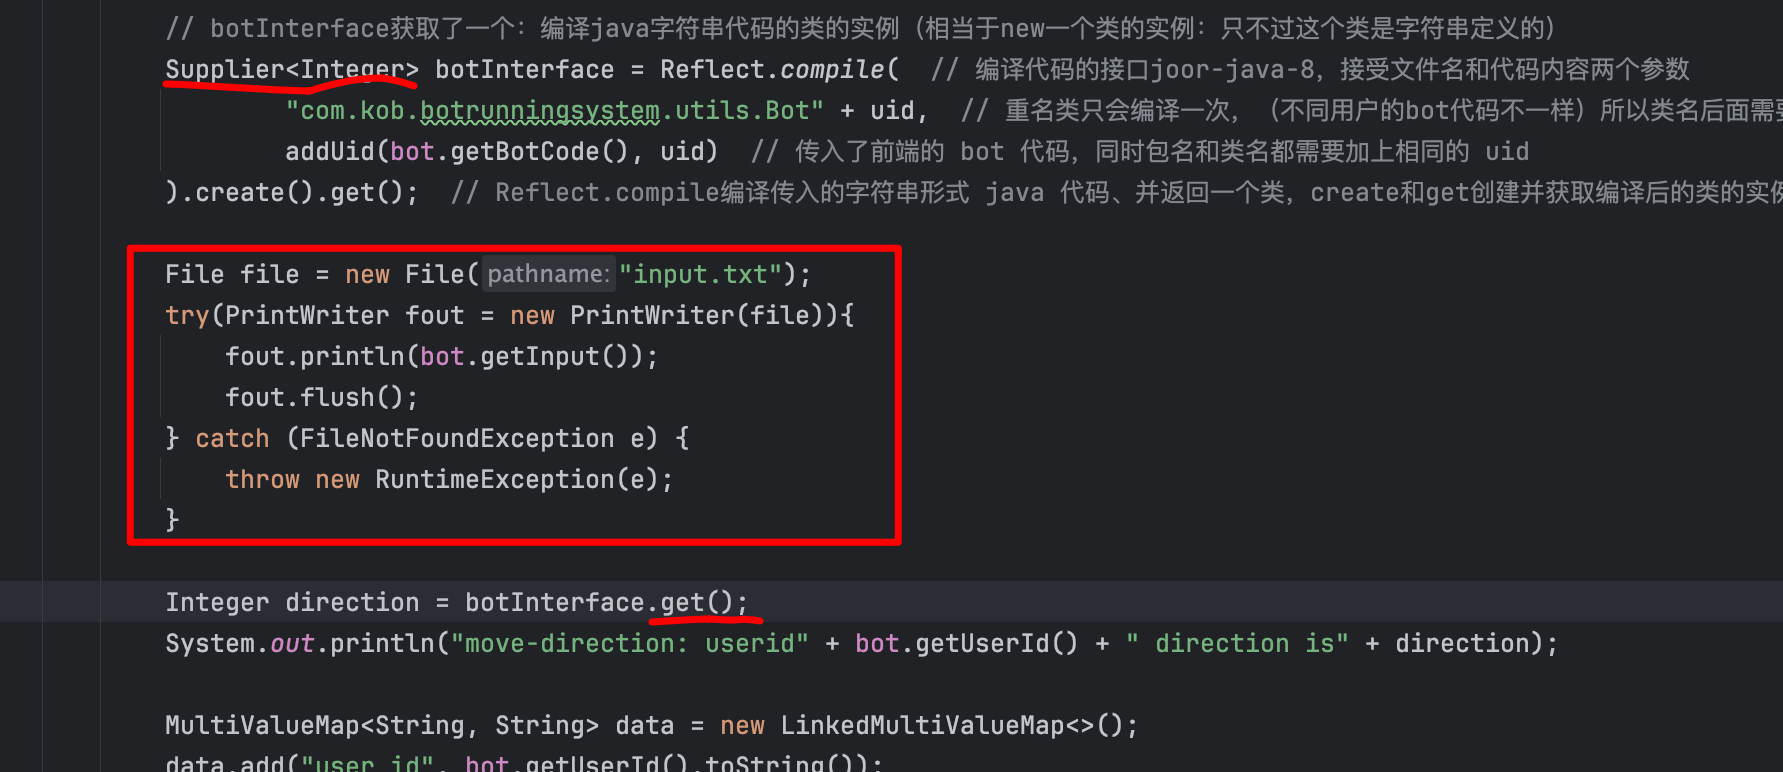 // botInterface获取了一个：编译java字符串代码的类的实例（相当于new一个类的实例：只不过这个类是字符串定义的）
Supplier<Integer> botInterface = Reflect.compile(  // 编译代码的接口joor-java-8，接受文件名和代码内容两个参数
"com.kob.botrunningsystem.utils.Bot" + uid,  // 重名类只会编译一次，（不同用户的bot代码不一样）所以类名后面需要
addUid(bot.getBotCode(), uid)  // 传入了前端的 bot 代码，同时包名和类名都需要加上相同的 uid
).create().get();  // Reflect.compile编译传入的字符串形式 java 代码、并返回一个类，create和get创建并获取编译后的类的实例
File file = new File( pathname: "input.txt");
try(PrintWriter fout = new PrintWriter(file)){
fout.println(bot.getInput());
fout.flush();
} catch (FileNotFoundException e) {
throw new RuntimeException(e);
}
Integer direction = botInterface.get();
System.out.println("move-direction: userid" + bot.getUserId() + " direction is" + direction);
MultiValueMap<String, String> data = new LinkedMultiValueMap<>();
data.add("user_id", bot.getUserId().toString());